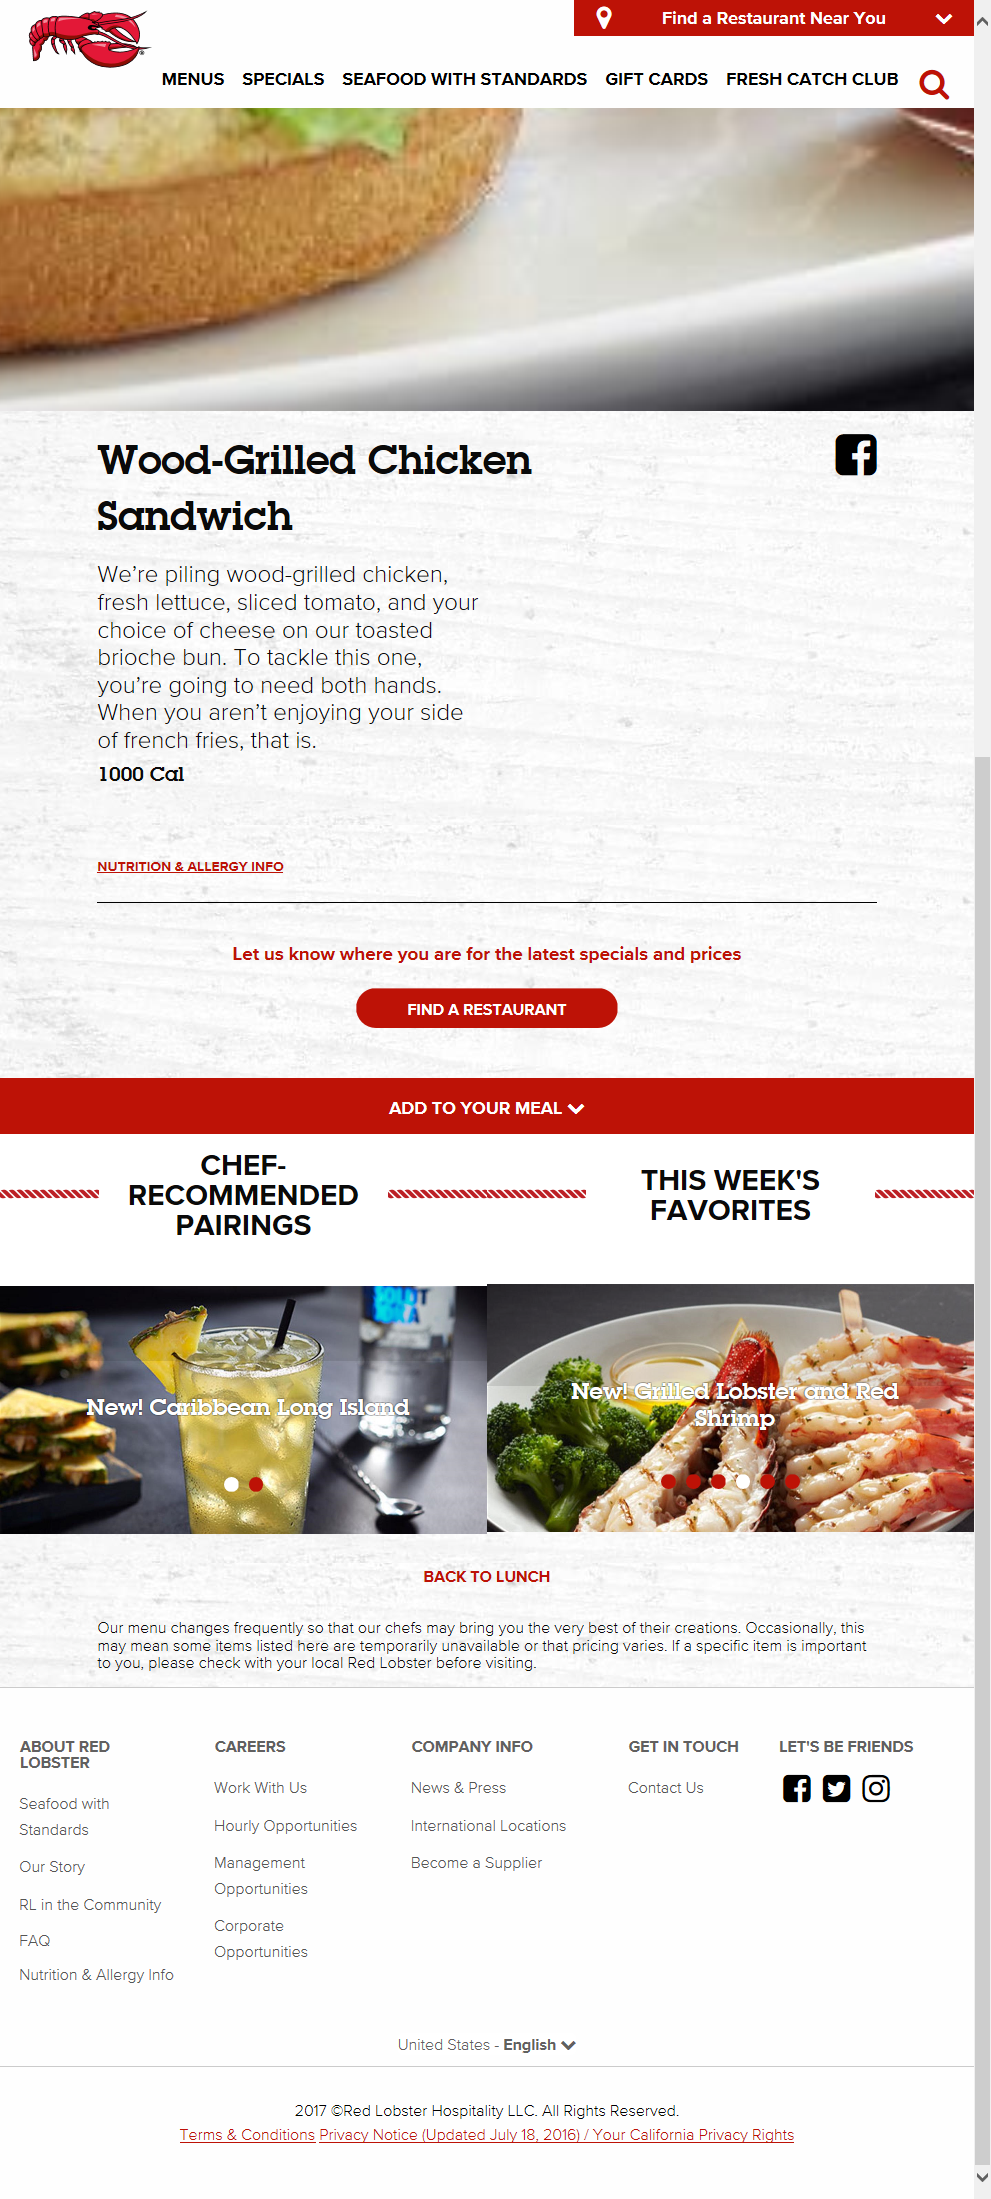 Find a Restaurant Near You
MENUS SPECIALS SEAFOOD WITH STANDARDS GIFT CARDS FRESH CATCH CLUB
Wood-Grilled Chicken
Sandwich
We’re piling wood-grilled chicken,
fresh lettuce, sliced tomato, and your
choice of cheese on our toasted
brioche bun. To tackle this one,
you’re going to need both hands.
When you aren’t enjoying your side
of french fries, that is.
1000 Cal
NUTRITION & ALLERGY INFO
Let us know where you are for the latest specials and prices
FIND A RESTAURANT
ADD TO YOUR MEAL
CHEF-
RECOMMENDED
PAIRINGS
THIS WEEK'S
FAVORITES
New! Caribbean Long Island
New! Grilled Lobster and Red
Shrimp
BACK TO LUNCH
Our menu changes frequently so that our chefs may bring you the very best of their creations. Occasionally, this
may mean some items listed here are temporarily unavailable or that pricing varies. If a specific item is important
to you, please check with your local Red Lobster before visiting.
ABOUT RED
LOBSTER
Seafood with
Standards
Our Story
RL in the Community
FAQ
Nutrition & Allergy Info
CAREERS
Work With Us
Hourly Opportunities
Management
Opportunities
Corporate
Opportunities
COMPANY INFO
News & Press
International Locations
Become a Supplier
GET IN TOUCH
Contact Us
LET'S BE FRIENDS
United States - English
2017 ©Red Lobster Hospitality LLC. All Rights Reserved.
Terms & Conditions Privacy Notice (Updated July 18, 2016) / Your California Privacy Rights